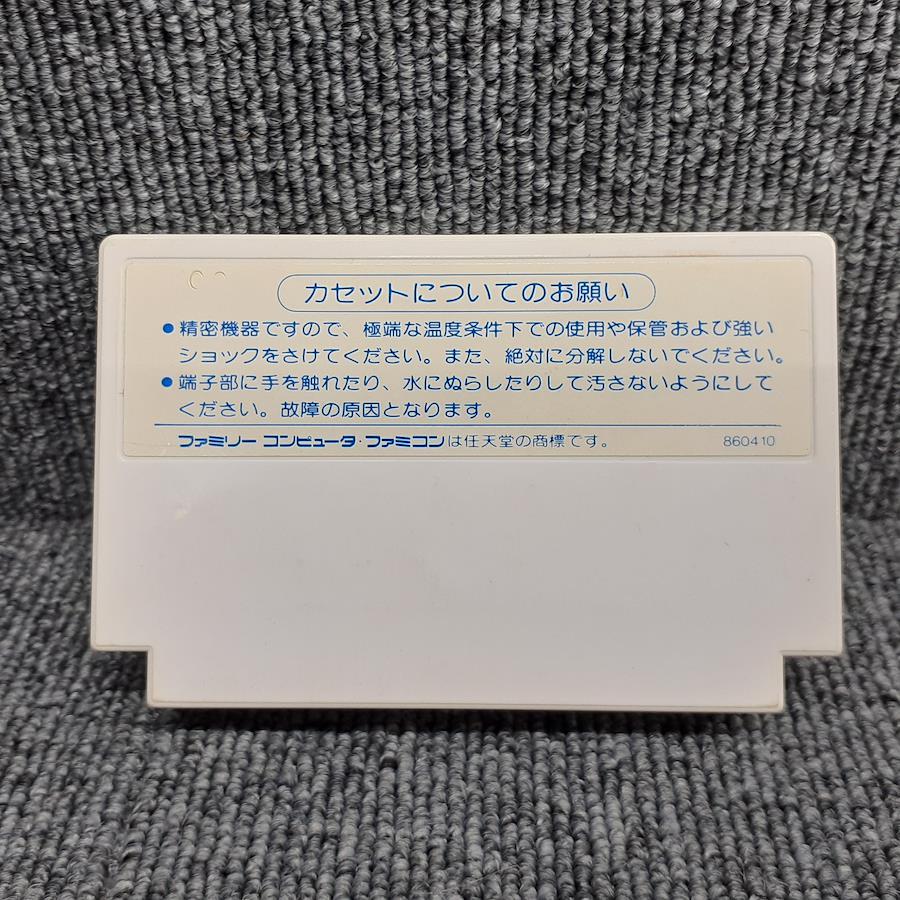 カセットについてのお願い
●精密機器ですので、極端な温度条件下での使用や保管および強い
ショックをさけてください。また、絶対に分解しないでください。
●端子部に手を触れたり、水にぬらしたりして汚さないようにして
ください。故障の原因となります。
ファミリー コンピュータ・ファミコンは任天堂の商標です。 860410